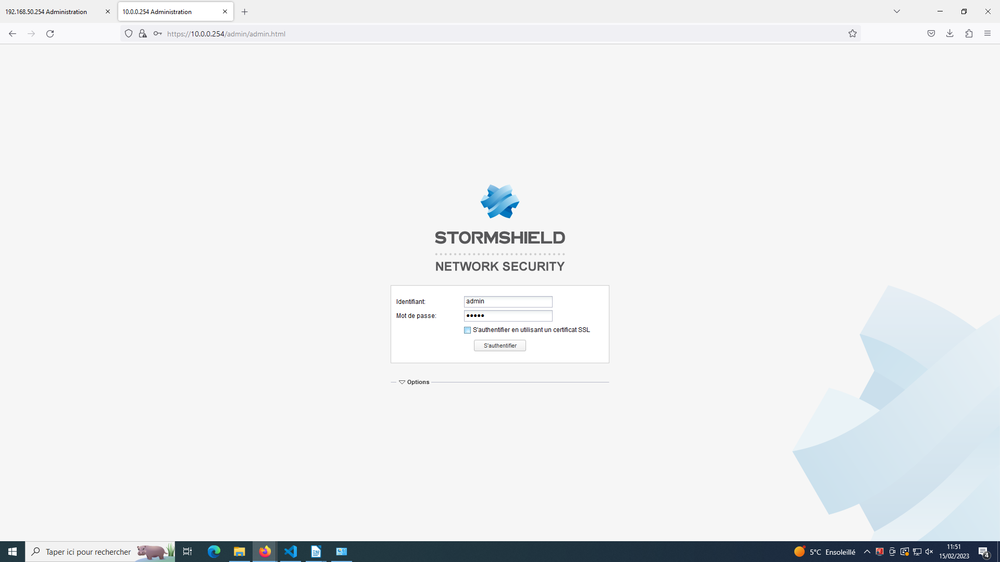 192.168.50.254 Administration
10.0.0.254 Administration
https://10.0.0.254/admin/admin.html
STORMSHIELD
NETWORK SECURITY
Identifiant:
admin
Mot de passe:
•••••
S'authentifier en utilisant un certificat SSL
S'authentifier
Options
Taper ici pour rechercher
5°C Ensoleillé
11:51
15/02/2023
4